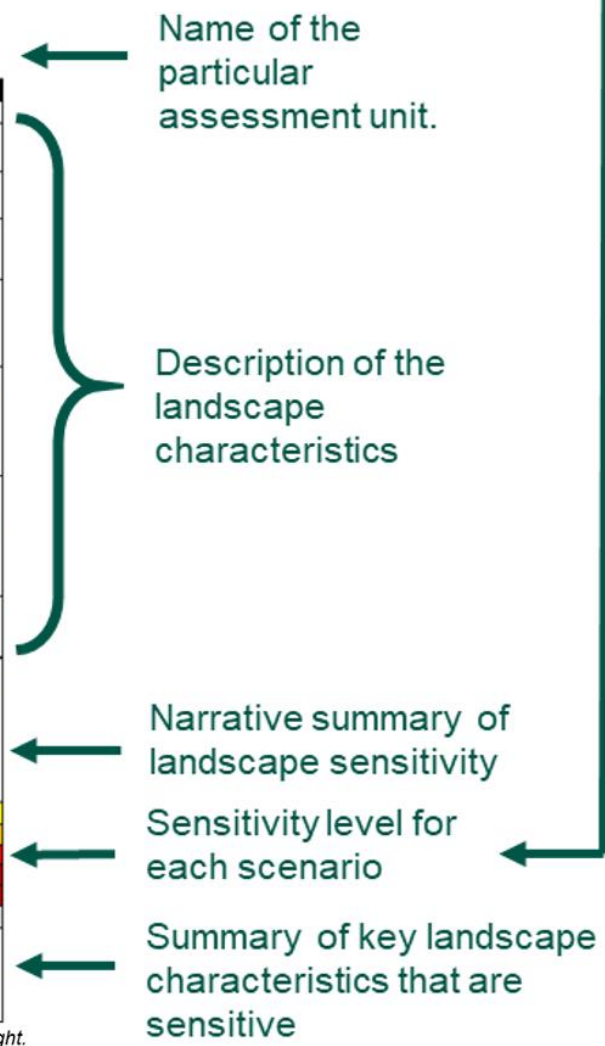 Name of the
particular
assessment unit.
Description of the
landscape
characteristics
Narrative summary of
landscape sensitivity
Sensitivity level for
each scenario
Summary of key landscape
characteristics that are
sensitive
ght.